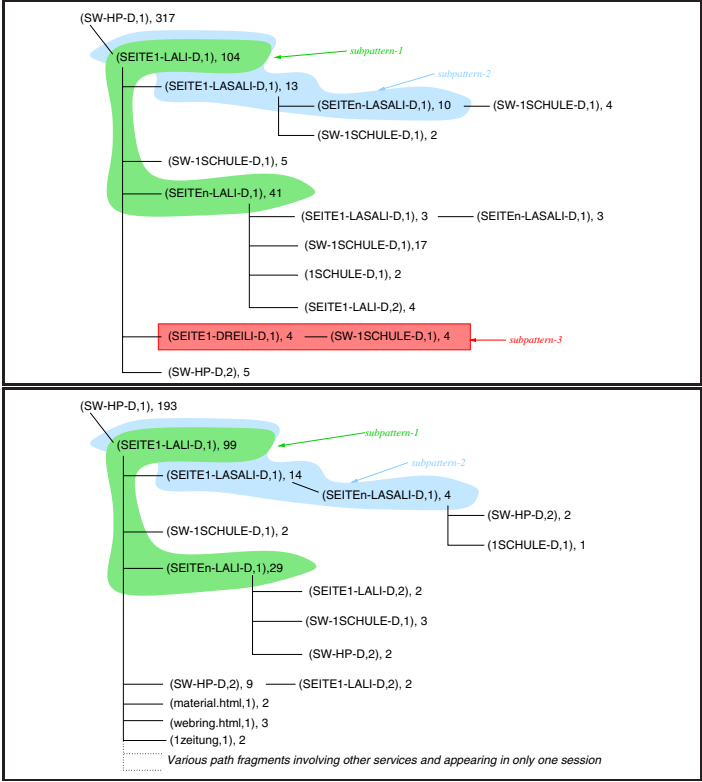 (SW-HP-D,1), 317
(SEITE1-LALI-D,1), 104
subpattern-1
subpattern-2
(SEITE1-LASALI-D,1), 13
(SEITEn-LASALI-D,1), 10
(SW-1SCHULE-D,1), 4
(SW-1SCHULE-D,1), 2
(SW-1SCHULE-D,1), 5
(SEITEn-LALI-D,1), 41
(SEITE1-LASALI-D,1), 3
(SEITEn-LASALI-D,1), 3
(SW-1SCHULE-D,1),17
(1SCHULE-D,1), 2
(SEITE1-LALI-D,2), 4
(SEITE1-DREILI-D,1), 4
(SW-1SCHULE-D,1), 4
subpattern-3
(SW-HP-D,2), 5
(SW-HP-D,1), 193
subpattern-1
(SEITE1-LALI-D,1), 99
subpattern-2
(SEITE1-LASALI-D,1), 14
(SEITEn-LASALI-D,1), 4
(SW-HP-D,2), 2
(SW-1SCHULE-D,1), 2
(1SCHULE-D,1), 1
(SEITEn-LALI-D,1),29
(SEITE1-LALI-D,2), 2
(SW-1SCHULE-D,1), 3
(SW-HP-D,2), 2
(SW-HP-D,2), 9
(SEITE1-LALI-D,2), 2
(material.html,1), 2
(webring.html,1), 3
(1zeitung,1), 2
Various path fragments involving other services and appearing in only one session